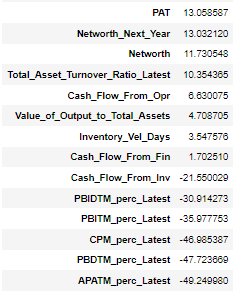 PAT 13.058587
Networth_Next_Year 13.032120
Networth 11.730548
Total_Asset_Turnover_Ratio_Latest 10.354365
Cash_Flow_From_Opr 6.630075
Value_of_Output_to_Total_Assets 4.708705
Inventory_Vel_Days 3.547576
Cash_Flow_From_Fin 1.702510
Cash_Flow_From_Inv -21.550029
PBIDTM_perc_Latest -30.914273
PBITM_perc_Latest -35.977753
CPM_perc_Latest -46.985387
PBDTM_perc_Latest -47.723669
APATM_perc_Latest -49.249980